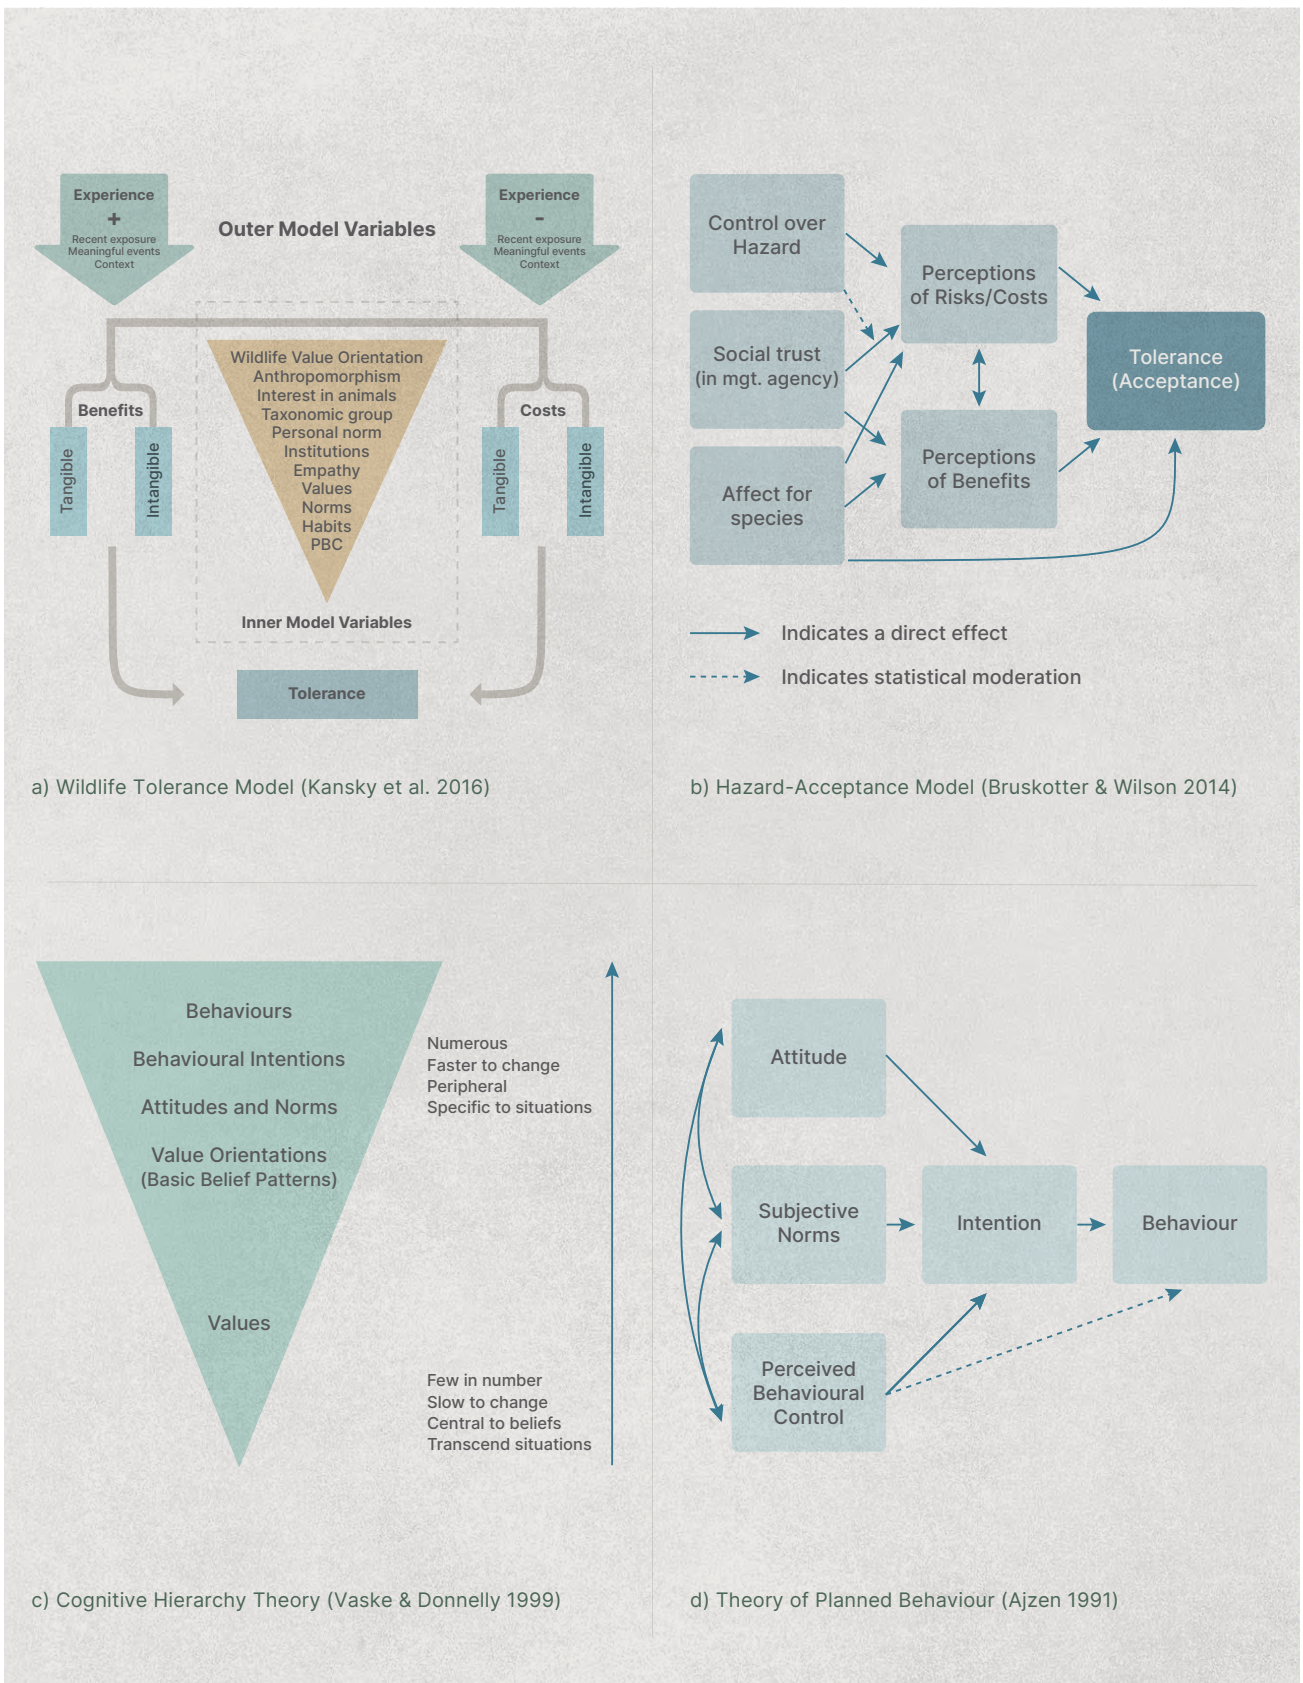 Experience
+
Recent exposure
Meaningful events
Context
Outer Model Variables
Experience
-
Recent exposure
Meaningful events
Context
Benefits
Tangible
Intangible
Wildlife Value Orientation
Anthropomorphism
Interest in animals
Taxonomic group
Personal norm
Institutions
Empathy
Values
Norms
Habits
PBC
Inner Model Variables
Costs
Tangible
Intangible
Tolerance
a) Wildlife Tolerance Model (Kansky et al. 2016)
Control over
Hazard
Social trust
(in mgt. agency)
Affect for
species
Perceptions
of Risks/Costs
Perceptions
of Benefits
Tolerance
(Acceptance)
Indicates a direct effect
Indicates statistical moderation
b) Hazard-Acceptance Model (Bruskotter & Wilson 2014)
Behaviours
Behavioural Intentions
Attitudes and Norms
Value Orientations
(Basic Belief Patterns)
Values
Numerous
Faster to change
Peripheral
Specific to situations
Few in number
Slow to change
Central to beliefs
Transcend situations
c) Cognitive Hierarchy Theory (Vaske & Donnelly 1999)
Attitude
Subjective
Norms
Perceived
Behavioural
Control
Intention
Behaviour
d) Theory of Planned Behaviour (Ajzen 1991)